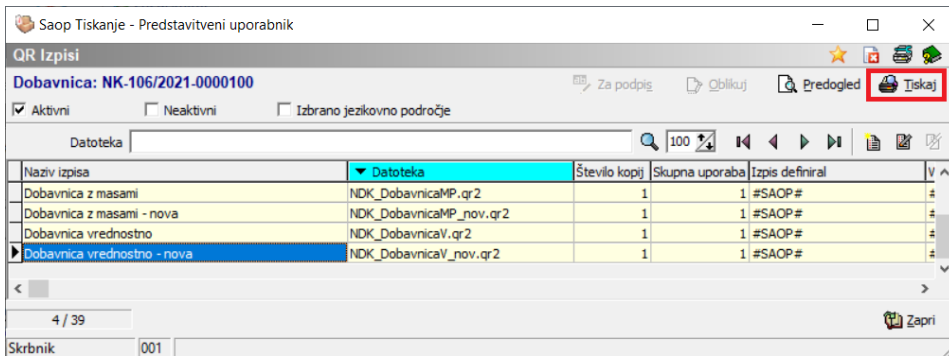 Saop Tiskanje - Predstavitveni uporabnik
QR Izpisi
Dobavnica: NK-106/2021-0000100
Za podpis Oblikuj Predogled Tiskaj
Aktivni Neaktivni Izbrano jezikovno področje
Datoteka 100
Naziv izpisa Datoteka Število kopij Skupna uporaba Izpis definiral V
Dobavnica z masami NDK_DobavnicaMP.qr2 1 1 #SAOP# #
Dobavnica z masami - nova NDK_DobavnicaMP_nov.qr2 1 1 #SAOP# #
Dobavnica vrednostno NDK_DobavnicaV.qr2 1 1 #SAOP# #
Dobavnica vrednostno - nova NDK_DobavnicaV_nov.qr2 1 1 #SAOP# #
4 / 39 Zapri
Skrbnik 001